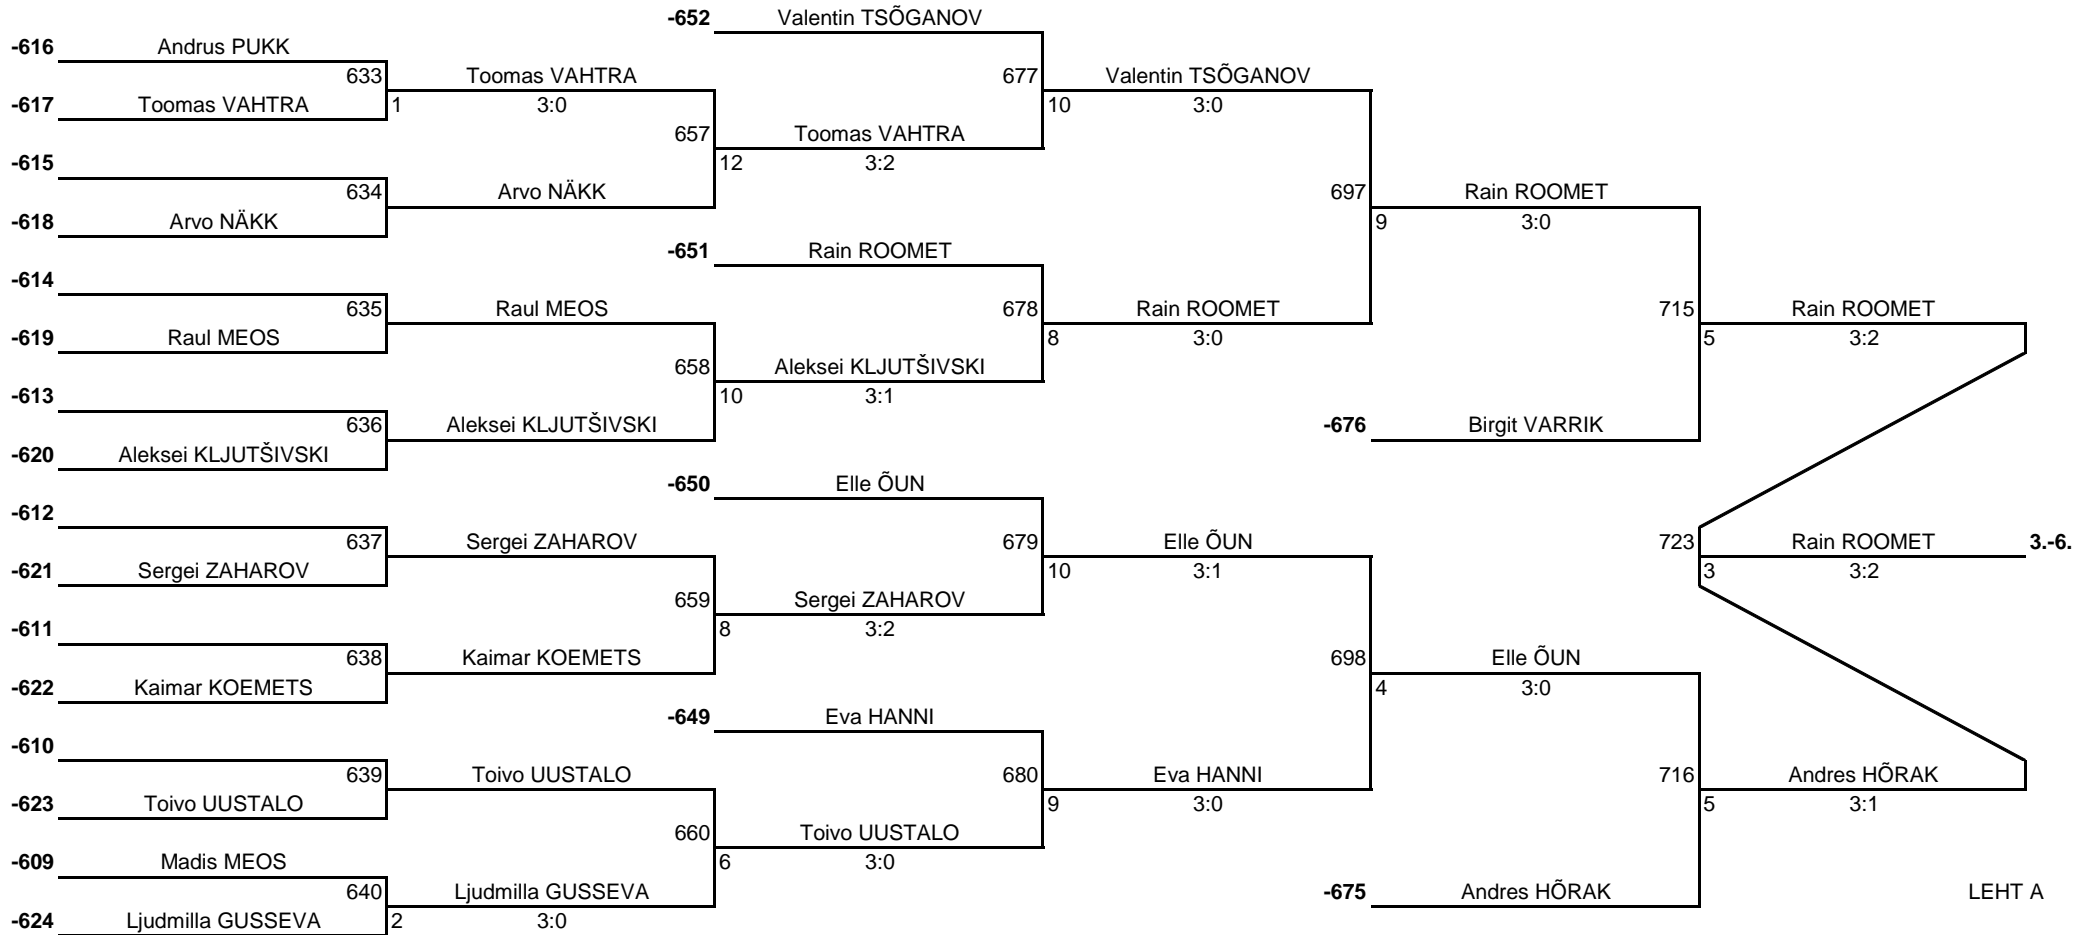 -652 Valentin TSÕGANOV
-616 Andrus PUKK
633 Toomas VAHTRA 677 Valentin TSÕGANOV
-617 Toomas VAHTRA 1 3:0 10 3:0
657 Toomas VAHTRA
-615 12 3:2
634 Arvo NÄKK 697 Rain ROOMET
-618 Arvo NÄKK 9 3:0
-651 Rain ROOMET
-614
635 Raul MEOS 678 Rain ROOMET 715 Rain ROOMET
-619 Raul MEOS 8 3:0 5 3:2
658 Aleksei KLJUTŠIVSKI
-613 10 3:1
636 Aleksei KLJUTŠIVSKI -676 Birgit VARRIK
-620 Aleksei KLJUTŠIVSKI
-650 Elle ÕUN
-612
637 Sergei ZAHAROV 679 Elle ÕUN 723 Rain ROOMET 3.-6.
-621 Sergei ZAHAROV 10 3:1 3 3:2
659 Sergei ZAHAROV
-611 8 3:2
638 Kaimar KOEMETS 698 Elle ÕUN
-622 Kaimar KOEMETS 4 3:0
-649 Eva HANNI
-610
639 Toivo UUSTALO 680 Eva HANNI 716 Andres HÕRAK
-623 Toivo UUSTALO 9 3:0 5 3:1
660 Toivo UUSTALO
-609 Madis MEOS 6 3:0
640 Ljudmilla GUSSEVA -675 Andres HÕRAK LEHT A
-624 Ljudmilla GUSSEVA 2 3:0